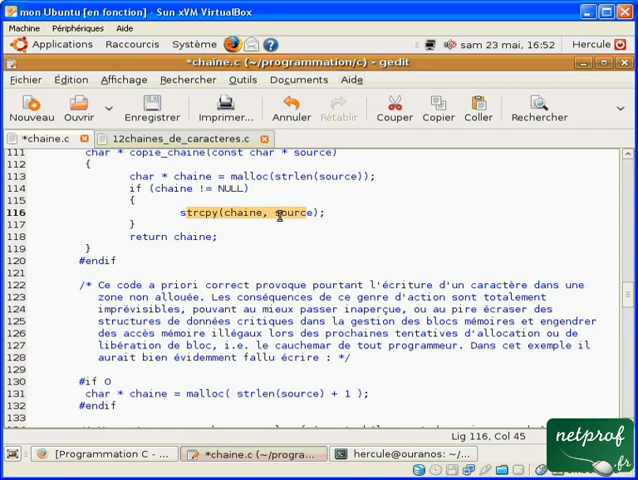 mon Ubuntu [en fonction] - Sun xVM VirtualBox
Machine Périphériques Aide
Applications Raccourcis Système sam 23 mai, 16:52 Hercule
*chaine.c (~/programmation/c) - gedit
Fichier Édition Affichage Rechercher Outils Documents Aide
Nouveau Ouvrir Enregistrer Imprimer... Annuler Rétablir Couper Copier Coller Rechercher
*chaine.c 12chaines_de_caracteres.c
111 char * copie_chaine(const char * source)
112 {
113 char * chaine = malloc(strlen(source));
114 if (chaine != NULL)
115 {
116 strcpy(chaine, source);
117 }
118 return chaine;
119 }
120 #endif
121
122 /* Ce code a priori correct provoque pourtant l'écriture d'un caractère dans une
123 zone non allouée. Les conséquences de ce genre d'action sont totalement
124 imprévisibles, pouvant au mieux passer inaperçue, ou au pire écraser des
125 structures de données critiques dans la gestion des blocs mémoires et engendrer
126 des accès mémoire illégaux lors des prochaines tentatives d'allocation ou de
127 libération de bloc, i.e. le cauchemar de tout programmeur. Dans cet exemple il
128 aurait bien évidemment fallu écrire : */
129
130 #if 0
131 char * chaine = malloc( strlen(source) + 1 );
132 #endif
133
Lig 116, Col 45
[Programmation C - ... *chaine.c (~/progra... hercule@ouranos: ~/...
netprof
.fr